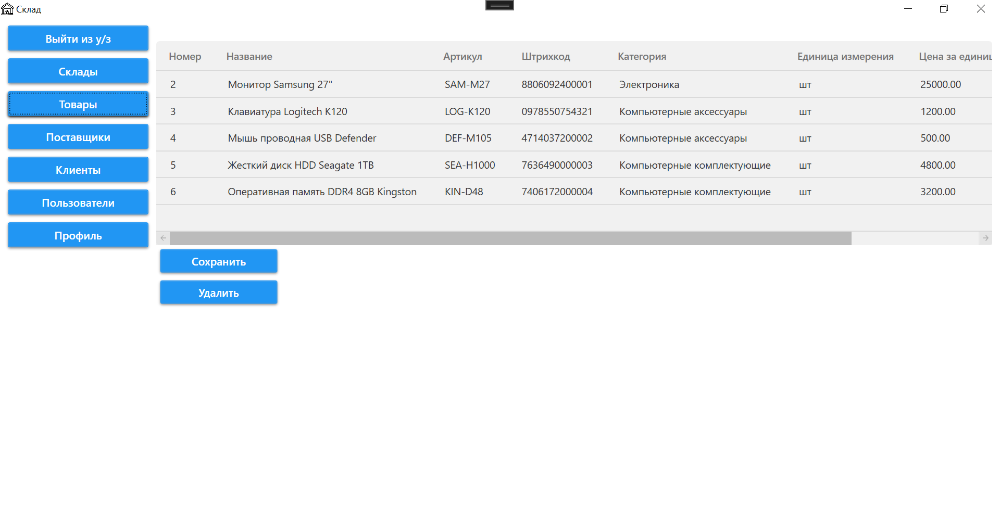 Склад
Выйти из у/з
Склады
Товары
Поставщики
Клиенты
Пользователи
Профиль
Номер Название Артикул Штрихкод Категория Единица измерения Цена за единиц
2 Монитор Samsung 27" SAM-M27 8806092400001 Электроника шт 25000.00
3 Клавиатура Logitech K120 LOG-K120 0978550754321 Компьютерные аксессуары шт 1200.00
4 Мышь проводная USB Defender DEF-M105 4714037200002 Компьютерные аксессуары шт 500.00
5 Жесткий диск HDD Seagate 1TB SEA-H1000 7636490000003 Компьютерные комплектующие шт 4800.00
6 Оперативная память DDR4 8GB Kingston KIN-D48 7406172000004 Компьютерные комплектующие шт 3200.00
Сохранить
Удалить